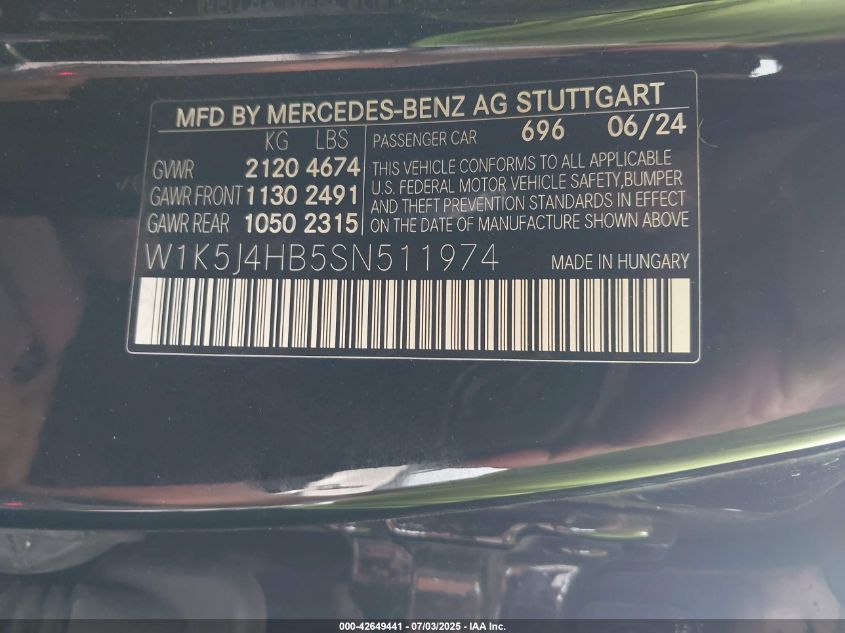 MFD BY MERCEDES-BENZ AG STUTTGART
KG LBS
GVWR 2120 4674
GAWR FRONT 1130 2491
GAWR REAR 1050 2315
PASSENGER CAR 696 06/24
THIS VEHICLE CONFORMS TO ALL APPLICABLE
U.S. FEDERAL MOTOR VEHICLE SAFETY,BUMPER
AND THEFT PREVENTION STANDARDS IN EFFECT
ON THE DATE OF MANUFACTURE SHOWN ABOVE
W1K5J4HB5SN511974 MADE IN HUNGARY
000-42649441 - 07/03/2025 - IAA Inc.